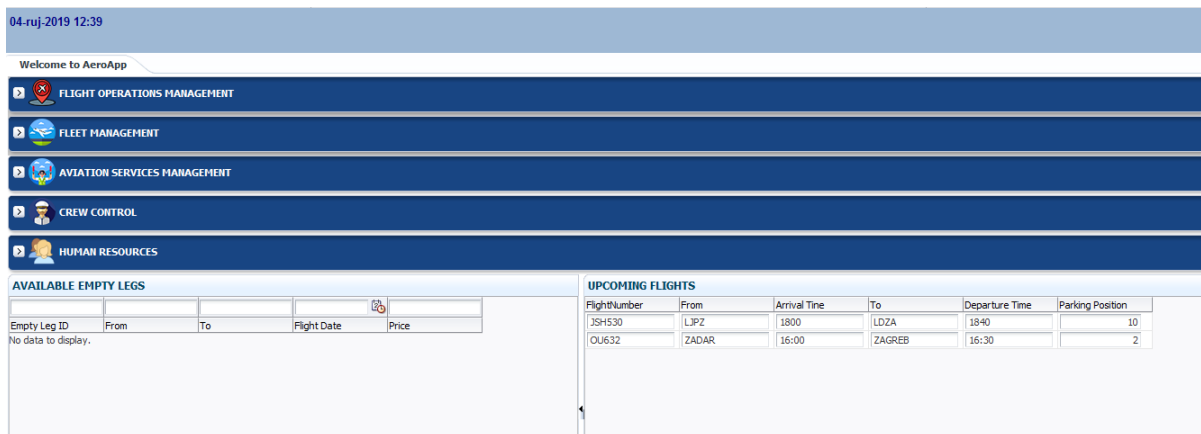 04-ruj-2019 12:39
Welcome to AeroApp
FLIGHT OPERATIONS MANAGEMENT
FLEET MANAGEMENT
AVIATION SERVICES MANAGEMENT
CREW CONTROL
HUMAN RESOURCES
AVAILABLE EMPTY LEGS
Empty Leg ID From To Flight Date Price
No data to display.
UPCOMING FLIGHTS
FlightNumber From Arrival Tine To Departure Time Parking Position
JSH530 LJPZ 1800 LDZA 1840 10
OU632 ZADAR 16:00 ZAGREB 16:30 2